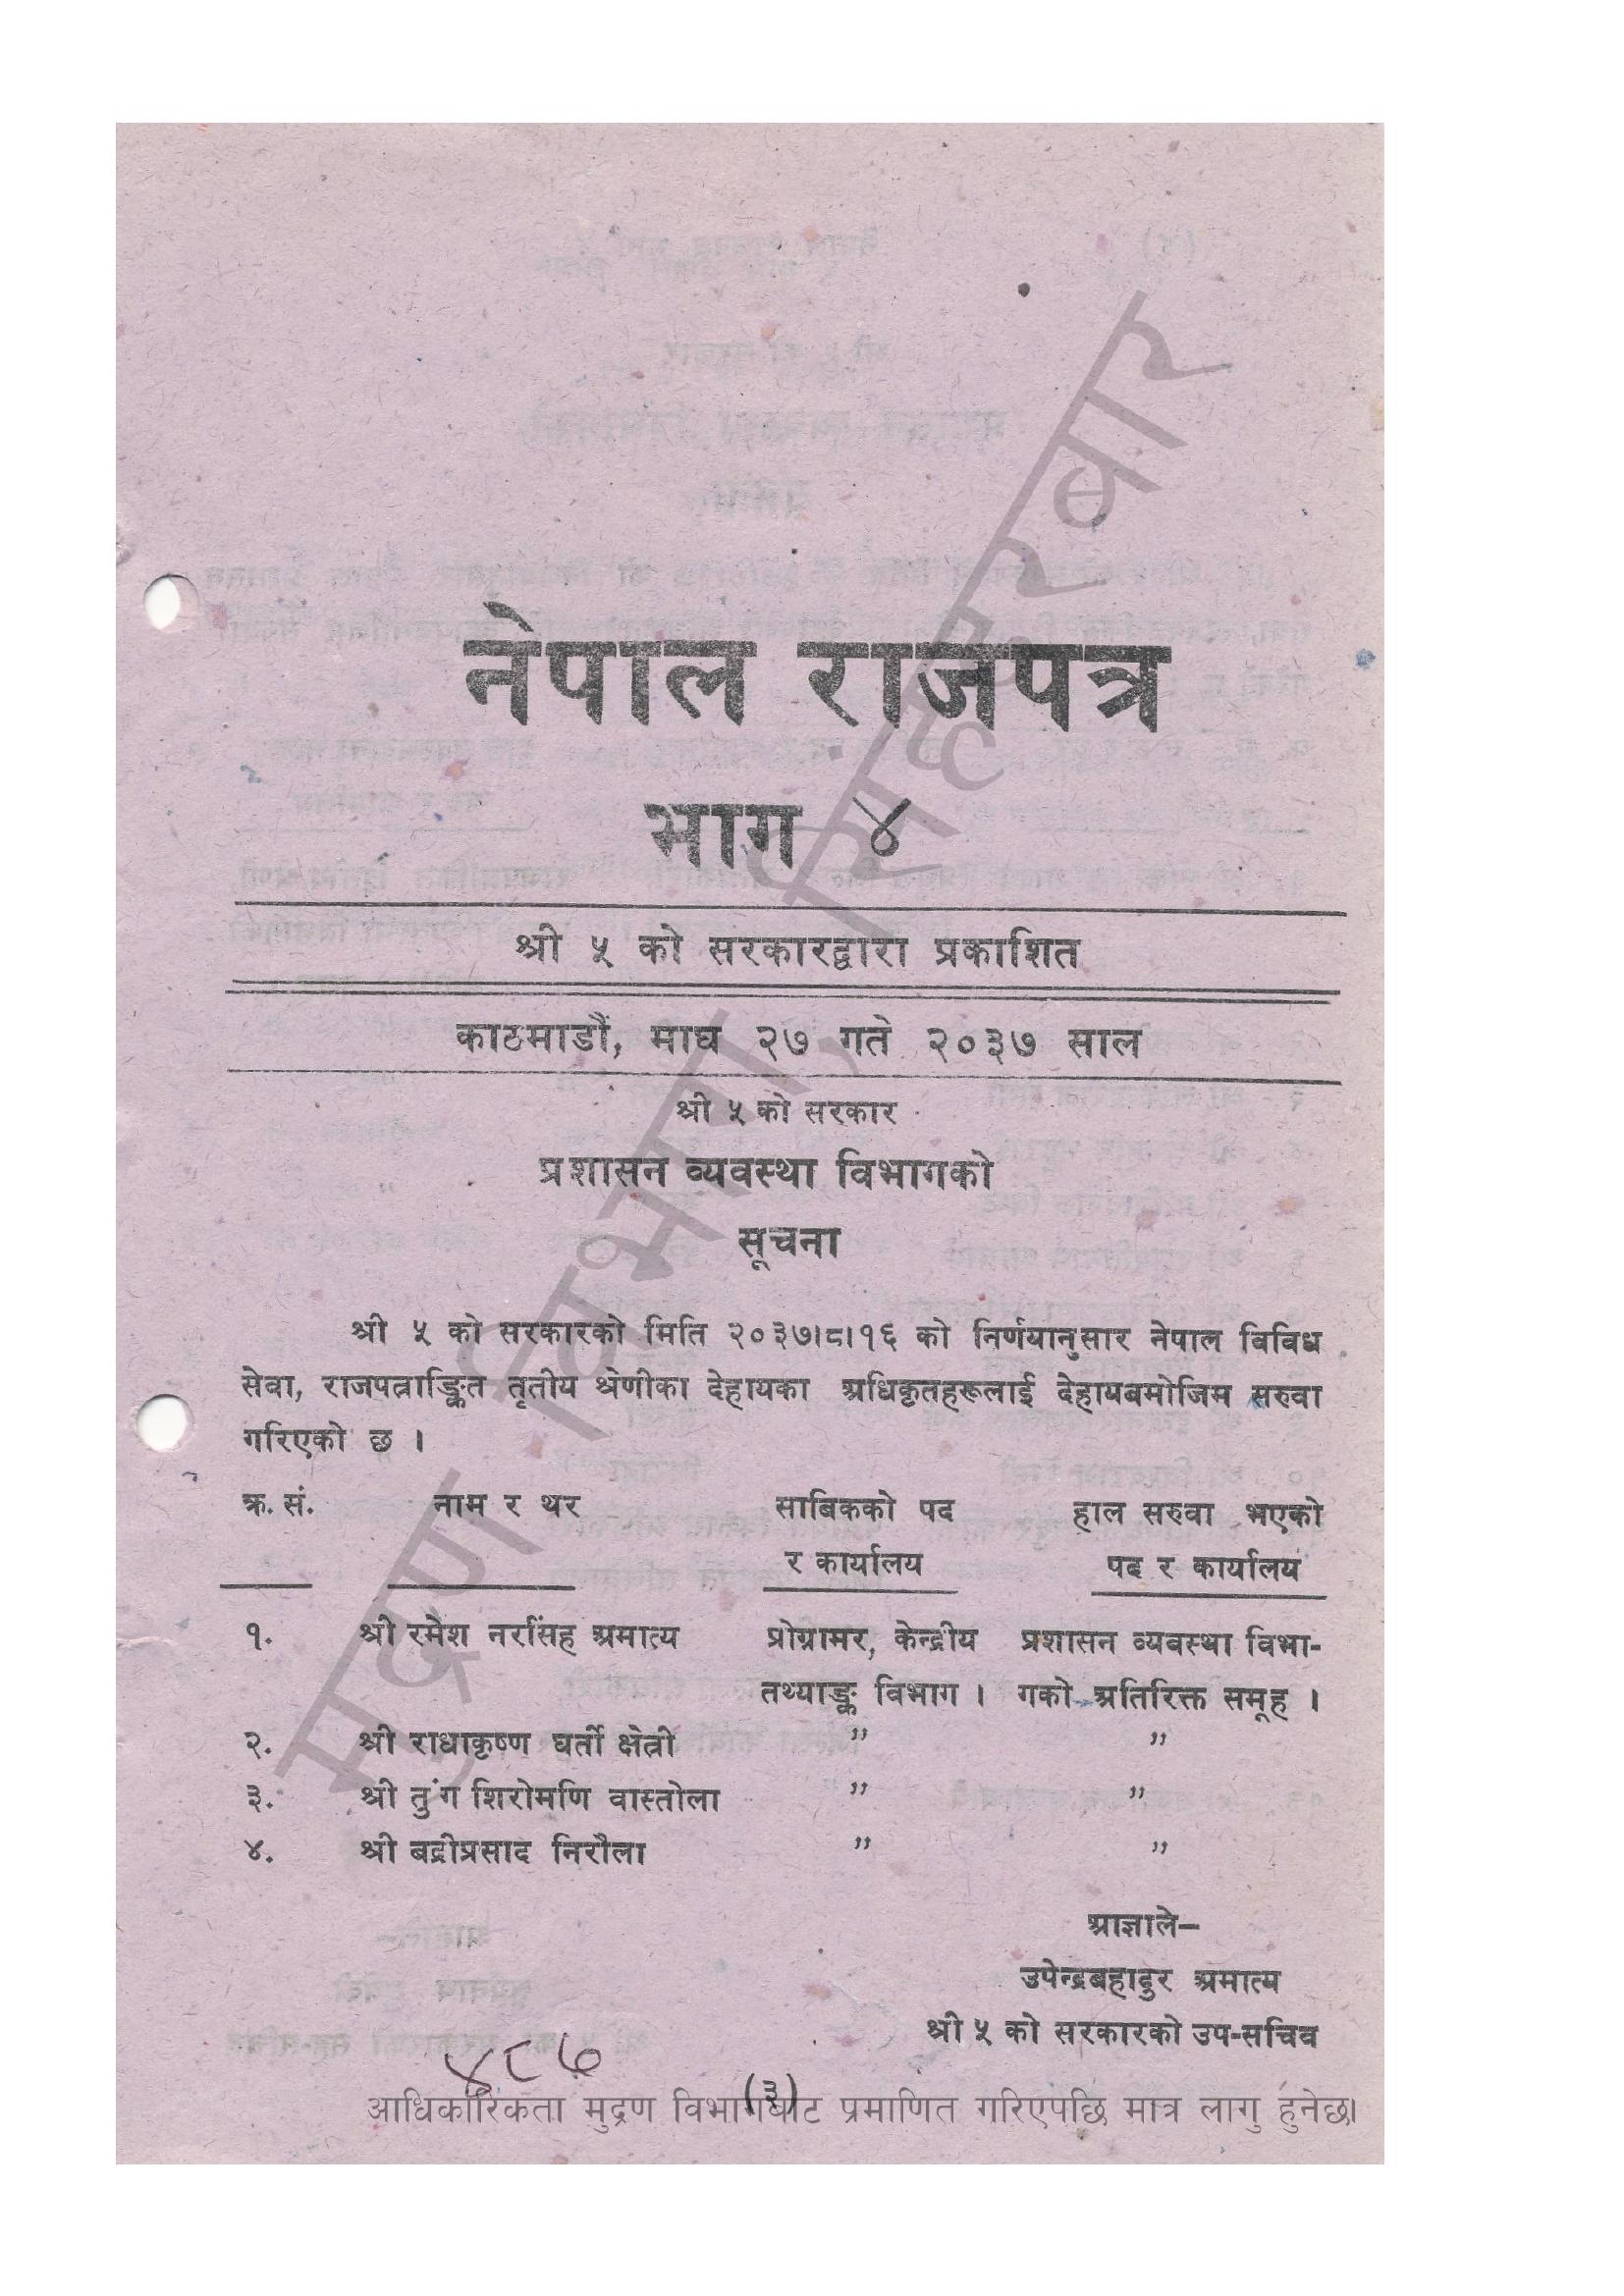 नेपाल राजपत्र
भाग ४
श्री ५ को सरकारद्वारा प्रकाशित
काठमाडौं, माघ २७ गते २०३७ साल
श्री ५ को सरकार
प्रशासन व्यवस्था विभागको
सूचना
श्री ५ को सरकारको मिति २०३७।८।१६ को निर्णयानुसार नेपाल विविध
सेवा, राजपत्राङ्कित तृतीय श्रेणीका देहायका अधिकृतहरूलाई देहायबमोजिम सरुवा
गरिएको छ ।
क्र. सं. नाम र थर साबिकको पद हाल सरुवा भएको
र कार्यालय पद र कार्यालय
१. श्री रमेश नरसिंह अमात्य प्रोग्रामर, केन्द्रीय प्रशासन व्यवस्था विभा-
तथ्याङ्क विभाग । गको अतिरिक्त समूह ।
२. श्री राधाकृष्ण घर्ती क्षेत्री ” ”
३. श्री तुंग शिरोमणि वास्तोला ” ”
४. श्री बद्रीप्रसाद निरौला ” ”
आज्ञाले—
उपेन्द्रबहादुर अमात्य
श्री ५ को सरकारको उप-सचिव
४८७
(३)
आधिकारिकता मुद्रण विभागबाट प्रमाणित गरिएपछि मात्र लागु हुनेछ।
मुद्रण विभाग, सिंहदरबार